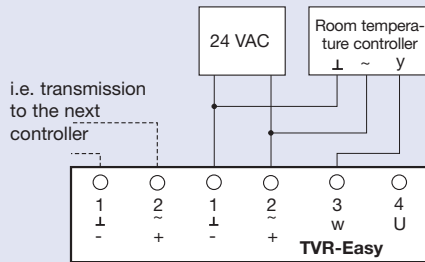 24 VAC
Room tempera-
ture controller
⊥ ~ y
i.e. transmission
to the next
controller
1 2 1 2 3 4
⊥ ~ ⊥ ~ w U
- + - +
TVR-Easy